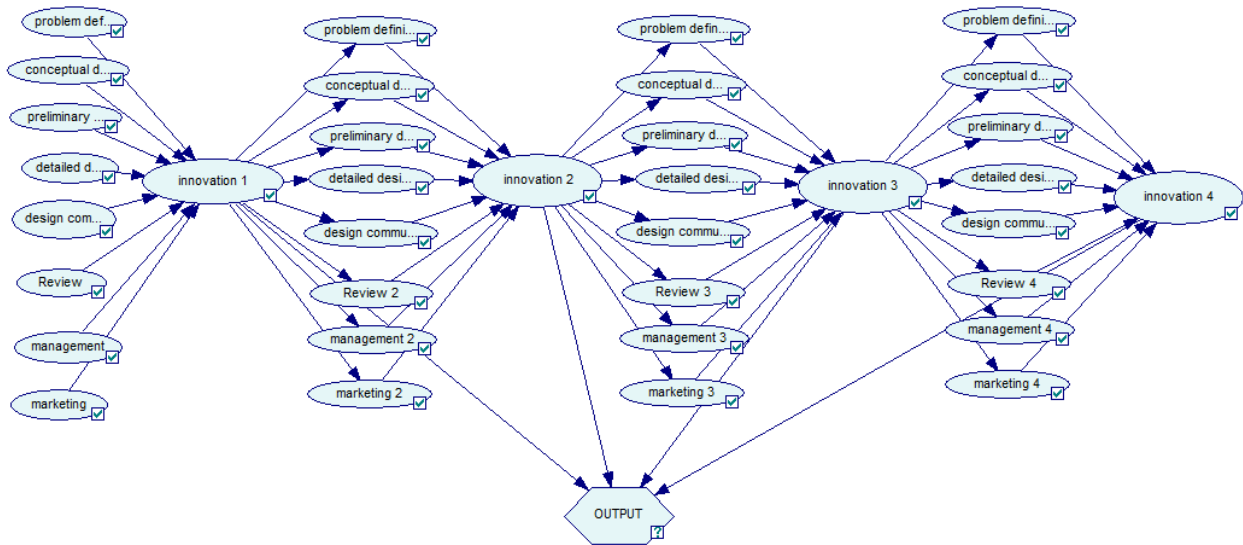 problem def...
conceptual d...
preliminary ...
detailed d...
design com...
Review
management
marketing
innovation 1
problem defini...
conceptual d...
preliminary d...
detailed desi...
design commu...
Review 2
management 2
marketing 2
innovation 2
problem defin...
conceptual d...
preliminary d...
detailed desi...
design commu...
Review 3
management 3
marketing 3
innovation 3
problem defini...
conceptual d...
preliminary d...
detailed desi...
design commu...
Review 4
management 4
marketing 4
innovation 4
OUTPUT
?